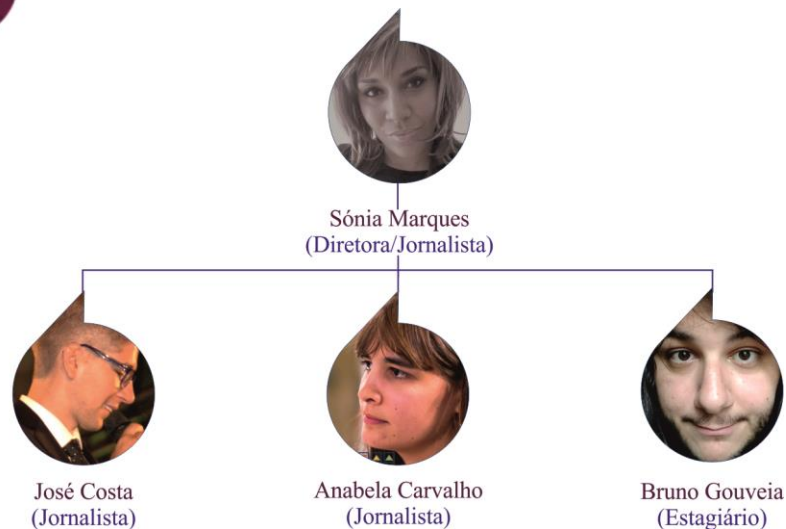 Sónia Marques
(Diretora/Jornalista)
José Costa
(Jornalista)
Anabela Carvalho
(Jornalista)
Bruno Gouveia
(Estagiário)